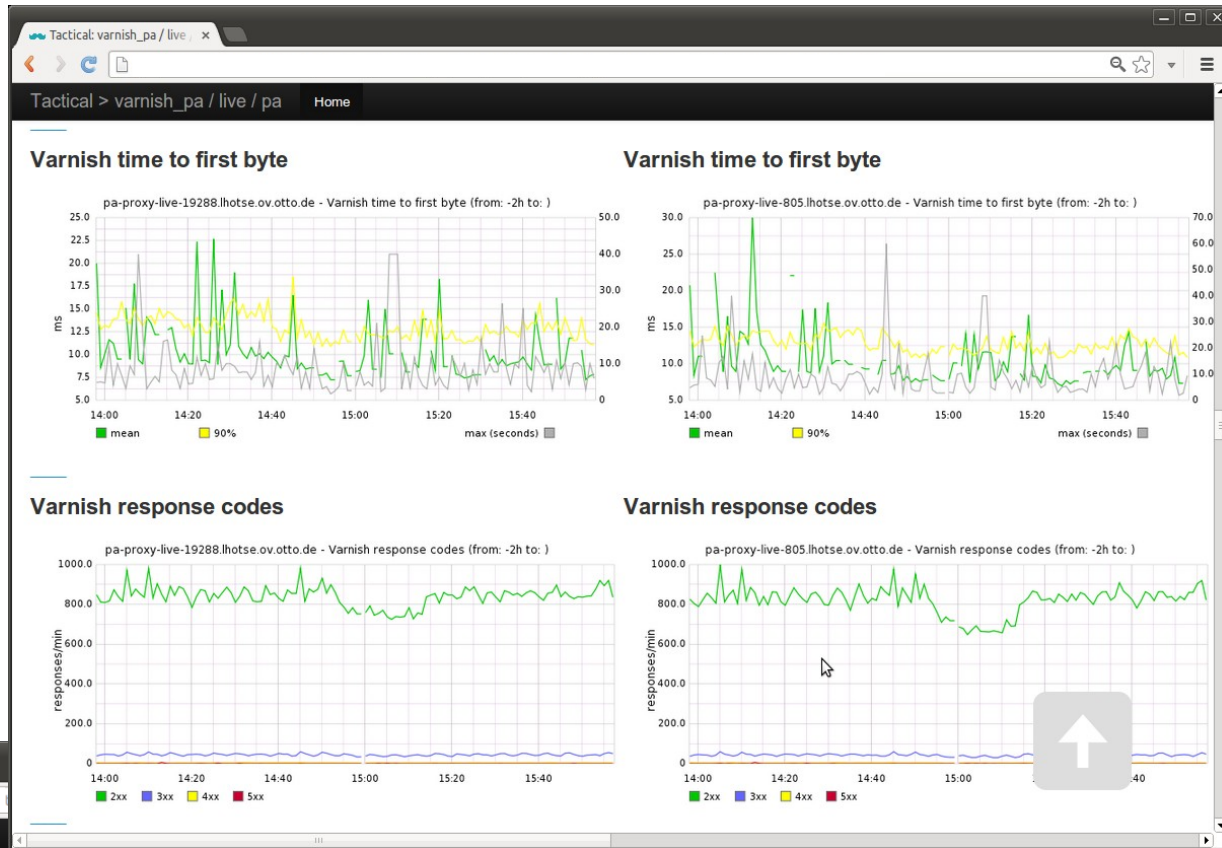 Tactical: varnish_pa / live
Tactical > varnish_pa / live / pa Home
Varnish time to first byte
pa-proxy-live-19288.lhotse.ov.otto.de - Varnish time to first byte (from: -2h to: )
25.0
22.5
20.0
17.5
15.0
12.5
10.0
7.5
5.0
ms
50.0
40.0
30.0
20.0
10.0
0
14:00 14:20 14:40 15:00 15:20 15:40
mean 90% max (seconds)
Varnish time to first byte
pa-proxy-live-805.lhotse.ov.otto.de - Varnish time to first byte (from: -2h to: )
30.0
25.0
20.0
15.0
10.0
5.0
ms
70.0
60.0
50.0
40.0
30.0
20.0
10.0
0
14:00 14:20 14:40 15:00 15:20 15:40
mean 90% max (seconds)
Varnish response codes
pa-proxy-live-19288.lhotse.ov.otto.de - Varnish response codes (from: -2h to: )
1000.0
800.0
600.0
400.0
200.0
0
responses/min
14:00 14:20 14:40 15:00 15:20 15:40
2xx 3xx 4xx 5xx
Varnish response codes
pa-proxy-live-805.lhotse.ov.otto.de - Varnish response codes (from: -2h to: )
1000.0
800.0
600.0
400.0
200.0
0
responses/min
14:00 14:20 14:40 15:00 :40
2xx 3xx 4xx 5xx